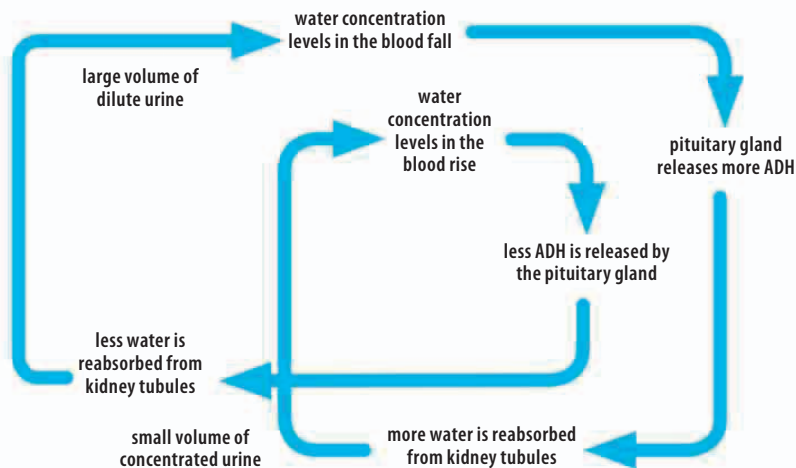 water concentration
levels in the blood fall
large volume of
dilute urine
water
concentration
levels in the
blood rise
pituitary gland
releases more ADH
less ADH is released by
the pituitary gland
less water is
reabsorbed from
kidney tubules
small volume of
concentrated urine
more water is reabsorbed
from kidney tubules